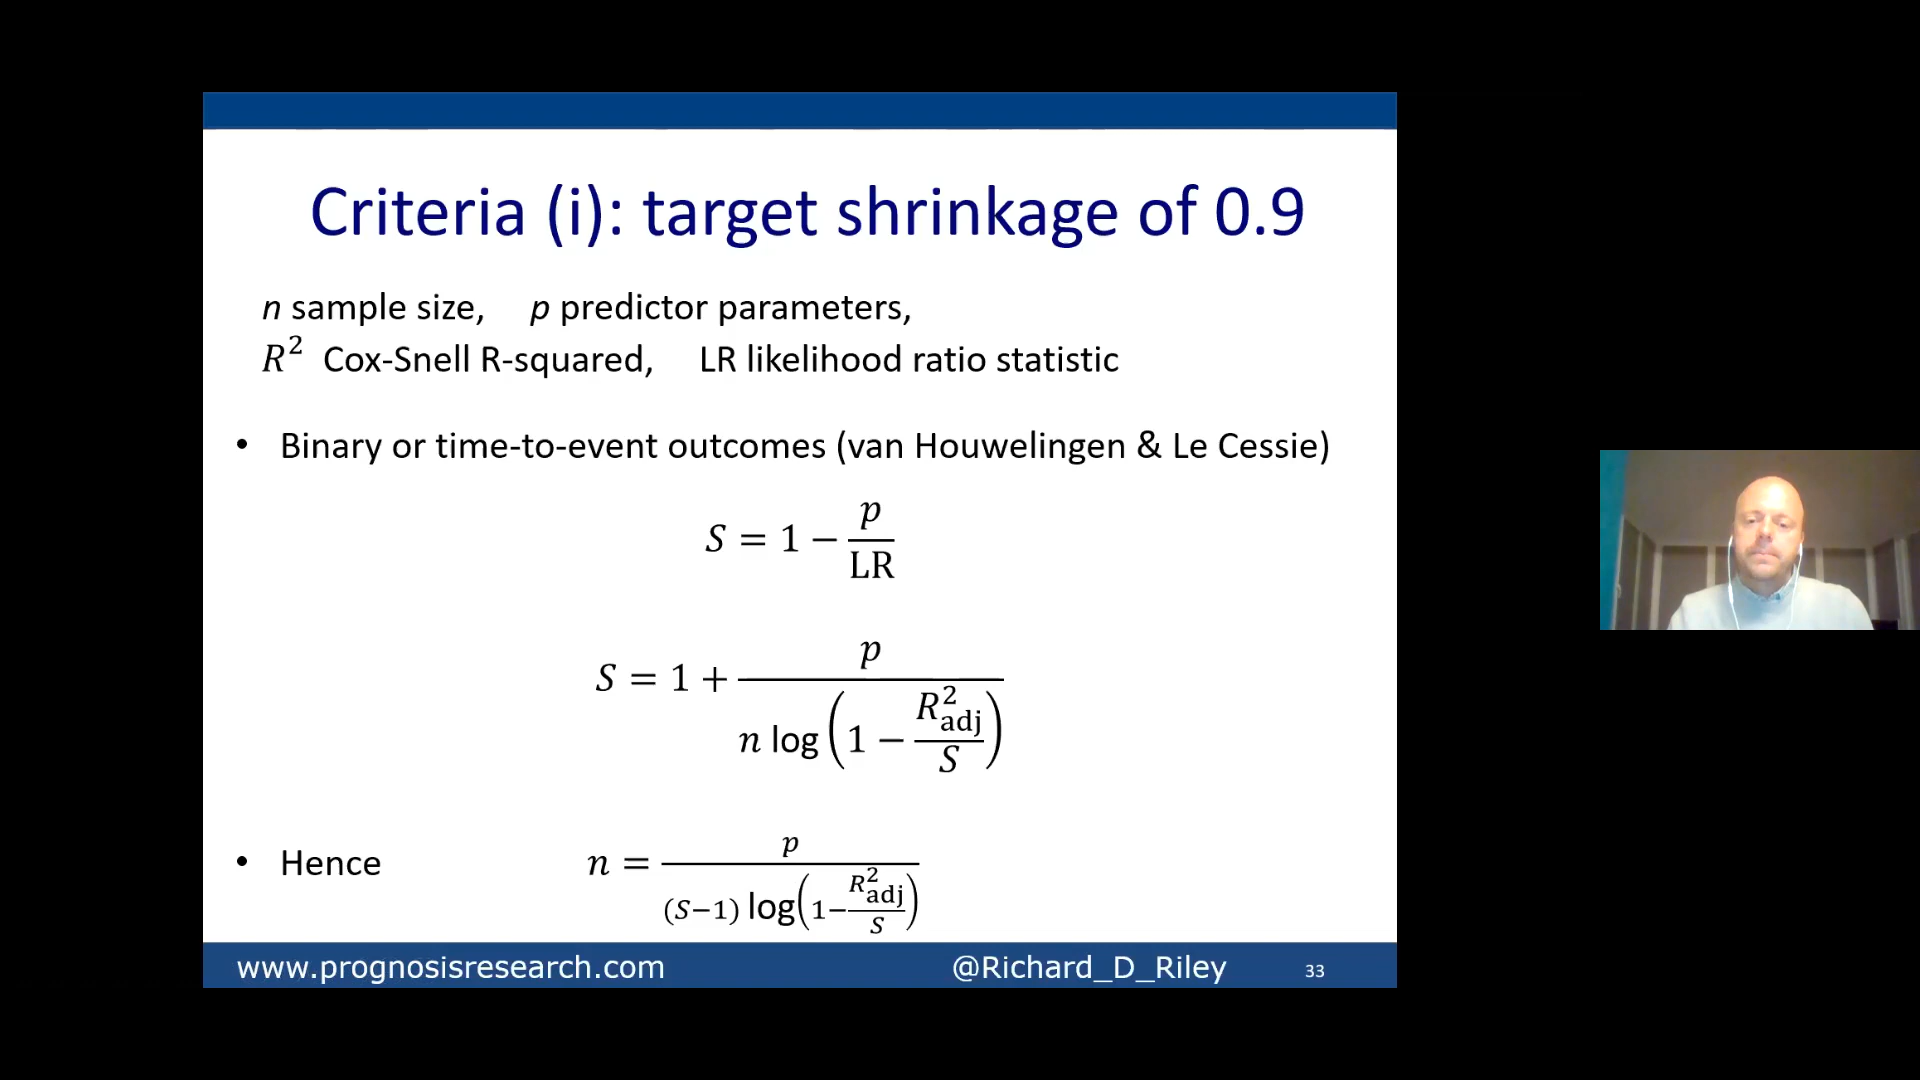 Criteria (i): target shrinkage of 0.9
n sample size, p predictor parameters,
R² Cox-Snell R-squared, LR likelihood ratio statistic
• Binary or time-to-event outcomes (van Houwelingen & Le Cessie)
S = 1 − p/LR
S = 1 + p/(n log(1 − R²adj/S))
• Hence n = p/((S−1) log(1−R²adj/S))
www.prognosisresearch.com @Richard_D_Riley 33